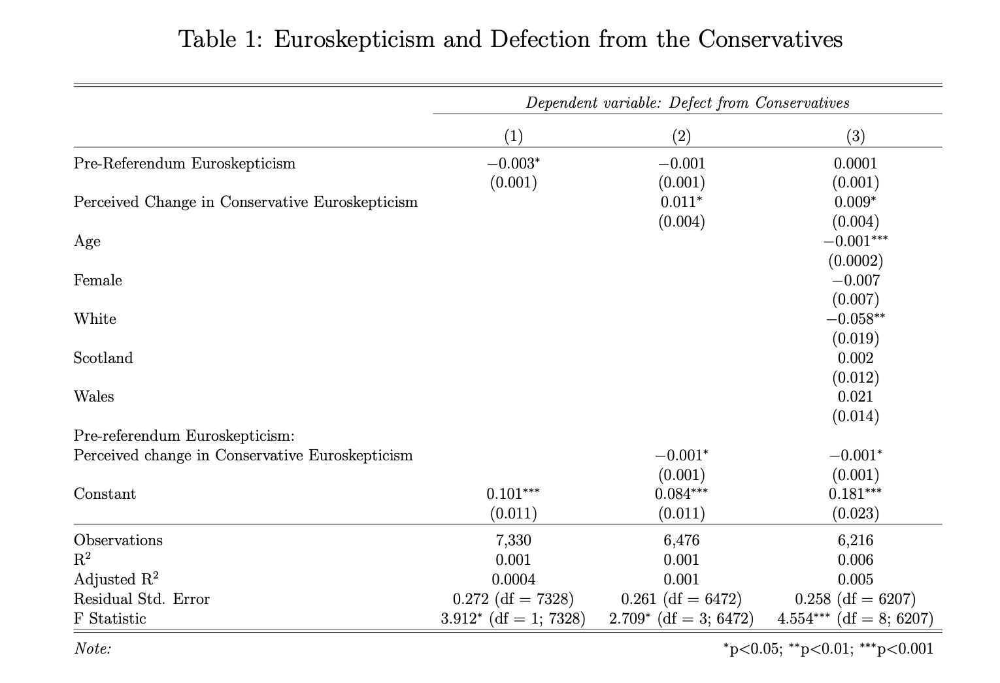 Table 1: Euroskepticism and Defection from the Conservatives
Dependent variable: Defect from Conservatives
(1) (2) (3)
Pre-Referendum Euroskepticism −0.003* −0.001 0.0001
(0.001) (0.001) (0.001)
Perceived Change in Conservative Euroskepticism 0.011* 0.009*
(0.004) (0.004)
Age −0.001***
(0.0002)
Female −0.007
(0.007)
White −0.058**
(0.019)
Scotland 0.002
(0.012)
Wales 0.021
(0.014)
Pre-referendum Euroskepticism:
Perceived change in Conservative Euroskepticism −0.001* −0.001*
(0.001) (0.001)
Constant 0.101*** 0.084*** 0.181***
(0.011) (0.011) (0.023)
Observations 7,330 6,476 6,216
R² 0.001 0.001 0.006
Adjusted R² 0.0004 0.001 0.005
Residual Std. Error 0.272 (df = 7328) 0.261 (df = 6472) 0.258 (df = 6207)
F Statistic 3.912* (df = 1; 7328) 2.709* (df = 3; 6472) 4.554*** (df = 8; 6207)
Note: *p<0.05; **p<0.01; ***p<0.001